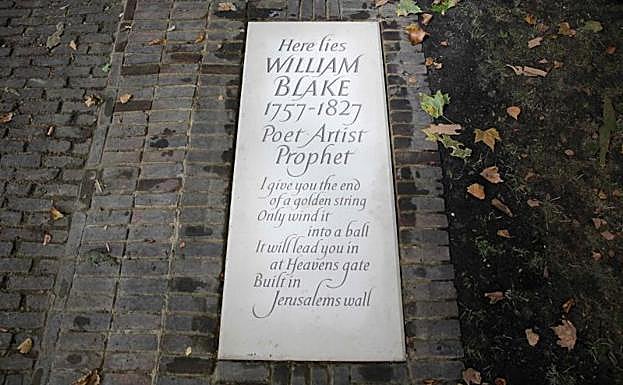 Here lies
WILLIAM
BLAKE
1757-1827
Poet Artist
Prophet
I give you the end
of a golden string
Only wind it
into a ball
It will lead you in
at Heavens gate
Built in
Jerusalems wall